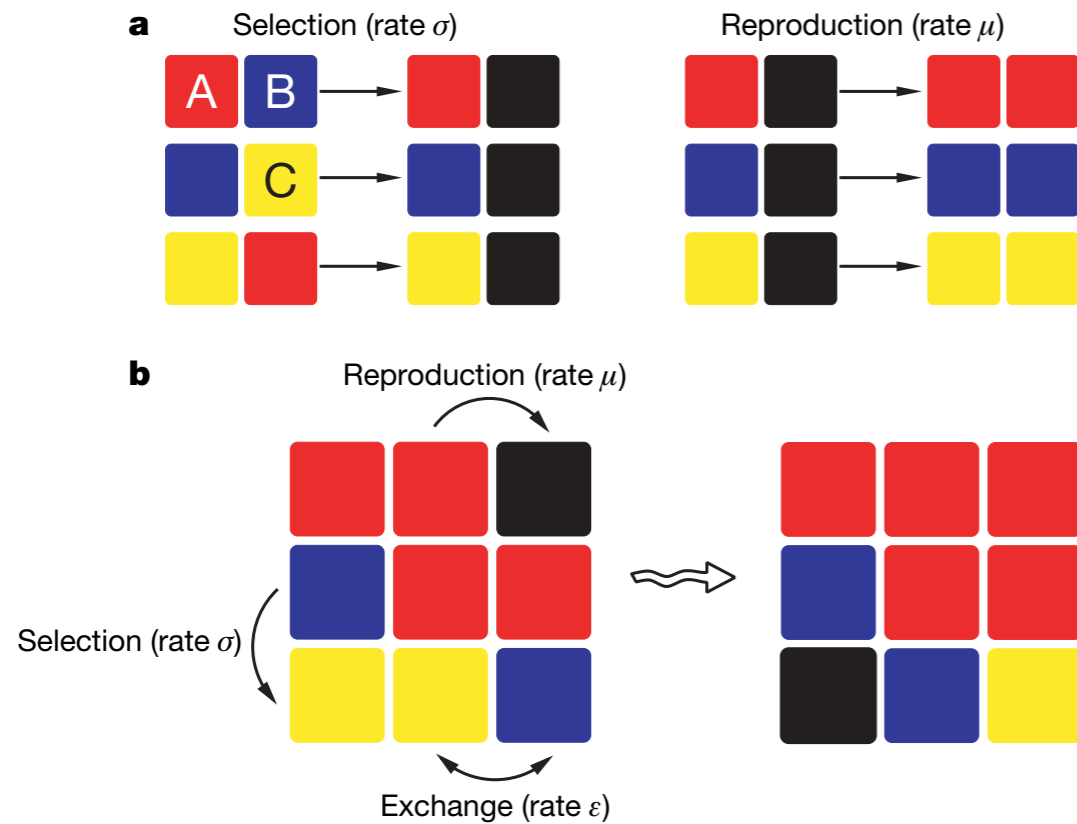 a
Selection (rate σ)
Reproduction (rate μ)
A B
C
b
Reproduction (rate μ)
Selection (rate σ)
Exchange (rate ε)